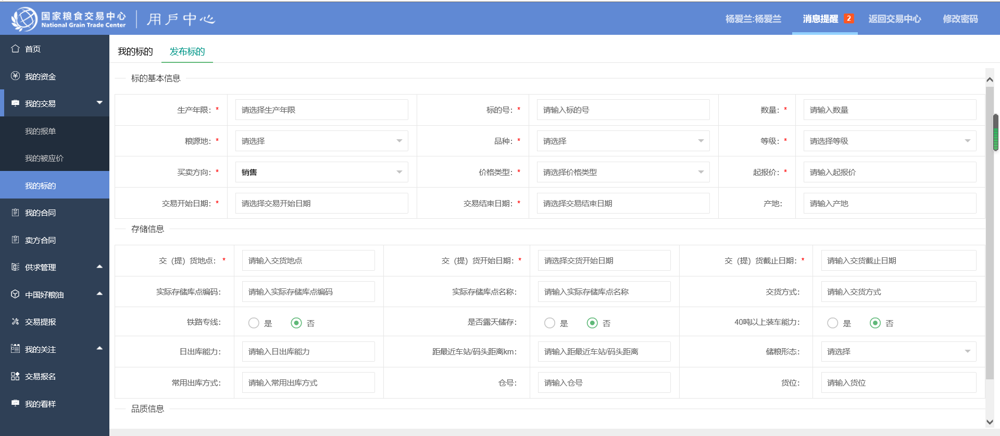 国家粮食交易中心
National Grain Trade Center
用户中心
杨爱兰:杨爱兰
消息提醒 2
返回交易中心
修改密码
首页
我的资金
我的交易
我的报单
我的被应价
我的标的
我的合同
卖方合同
供求管理
中国好粮油
交易提报
我的关注
交易报名
我的看样
我的标的 发布标的
标的基本信息
生产年限：* 请选择生产年限 标的号：* 请输入标的号 数量：* 请输入数量
粮源地：* 请选择 品种：* 请选择 等级：* 请选择等级
买卖方向：* 销售 价格类型：* 请选择价格类型 起报价：* 请输入起报价
交易开始日期：* 请选择交易开始日期 交易结束日期：* 请选择交易结束日期 产地： 请输入产地
存储信息
交（提）货地点：* 请输入交货地点 交（提）货开始日期：* 请选择交货开始日期 交（提）货截止日期：* 请输入交货截止日期
实际存储库点编码： 请输入实际存储库点编码 实际存储库点名称： 请输入实际存储库点名称 交货方式： 请输入交货方式
铁路专线： 是 否 是否露天储存： 是 否 40吨以上装车能力： 是 否
日出库能力： 请输入日出库能力 距最近车站/码头距离km： 请输入距最近车站/码头距离 储粮形态： 请选择
常用出库方式： 请输入常用出库方式 仓号： 请输入仓号 货位： 请输入货位
品质信息